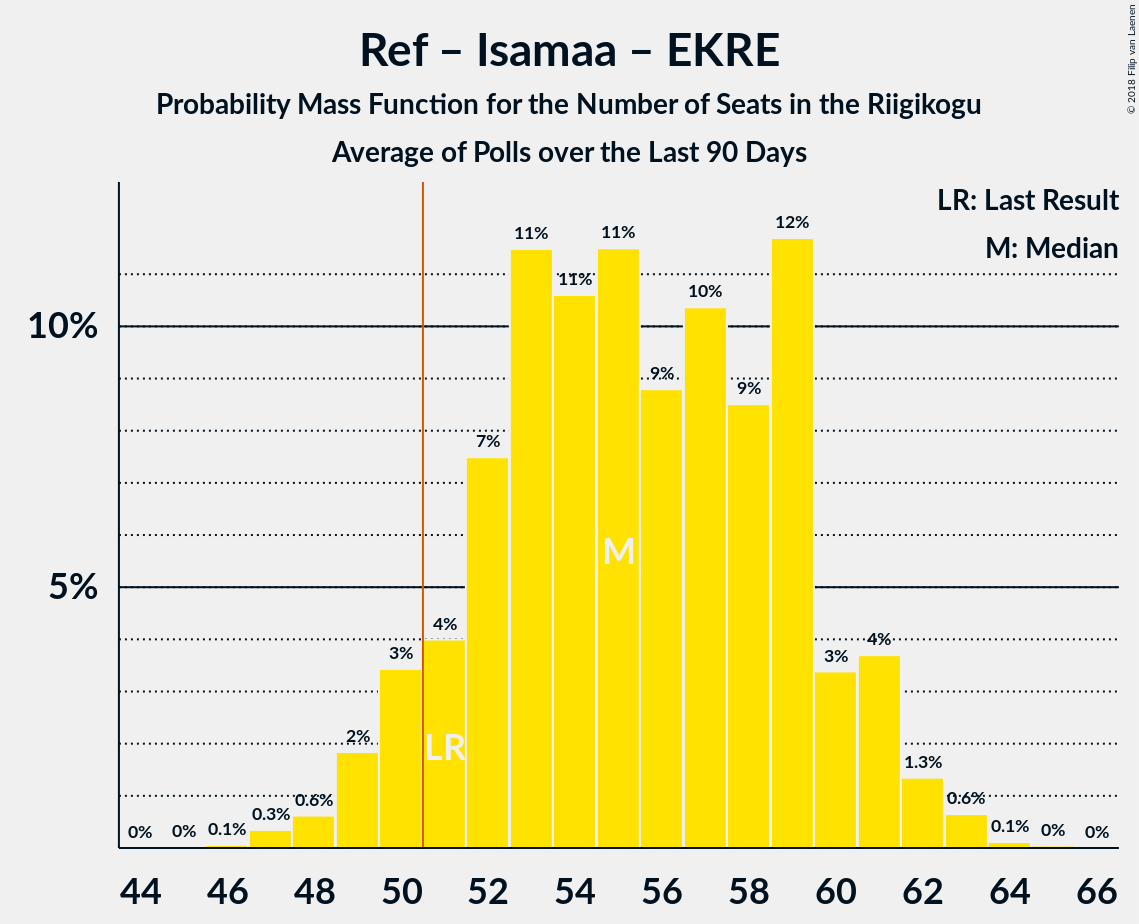 Ref – Isamaa – EKRE
Probability Mass Function for the Number of Seats in the Riigikogu
Average of Polls over the Last 90 Days
© 2018 Filip van Laenen
LR: Last Result
M: Median
10%
5%
0%
0%
0.1%
0.3%
0.6%
2%
3%
4%
7%
11%
11%
11%
9%
10%
9%
12%
3%
4%
1.3%
0.6%
0.1%
0%
0%
M
LR
44 46 48 50 52 54 56 58 60 62 64 66